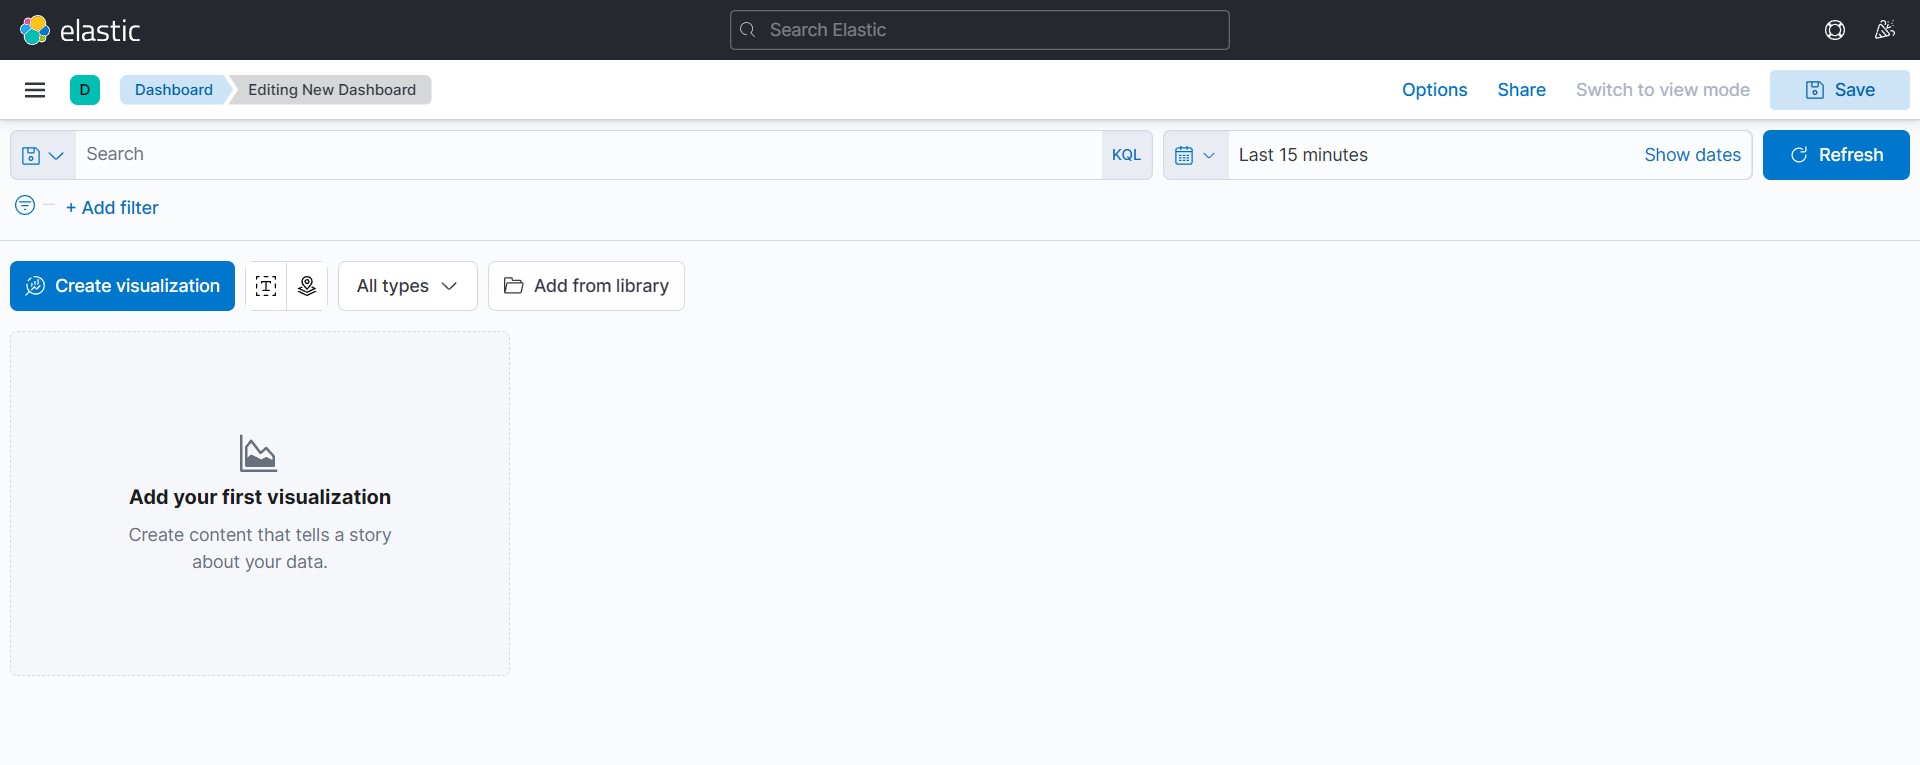 elastic
Search Elastic
D
Dashboard
Editing New Dashboard
Options
Share
Switch to view mode
Save
Search
KQL
Last 15 minutes
Show dates
Refresh
+ Add filter
Create visualization
T
All types
Add from library
Add your first visualization
Create content that tells a story
about your data.